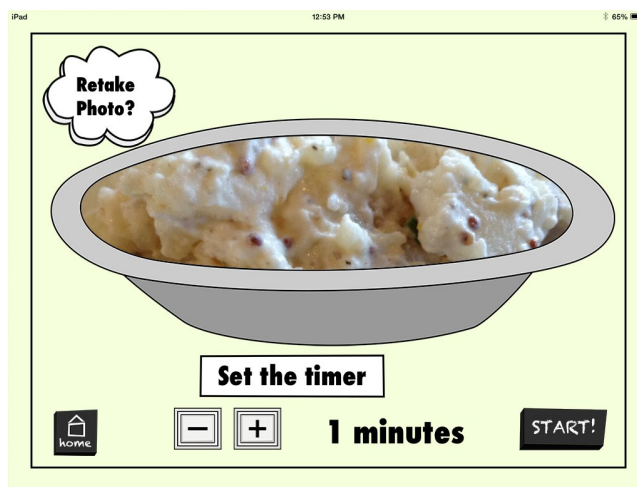 iPad
12:53 PM
65%
Retake
Photo?
Set the timer
− + 1 minutes
home
START!